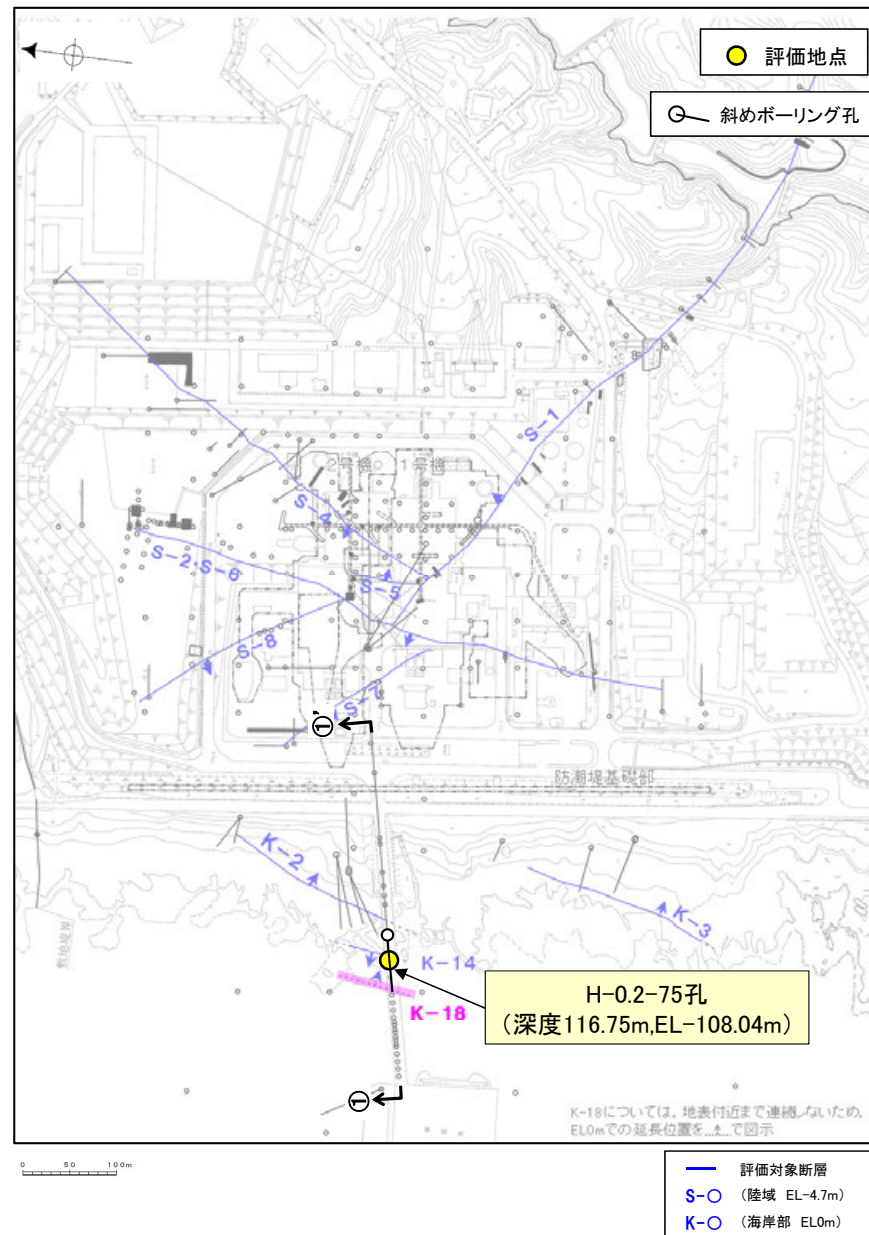 評価地点
斜めボーリング孔
S-1
2号機
1号機
S-4
S-2・S-6
S-5
S-8
S-7
①
防潮堤基礎部
K-2
K-3
敷地境界
K-14
K-18
H-0.2-75孔
(深度116.75m,EL-108.04m)
①
K-18については、地表付近まで連続しないため、
EL0mでの延長位置を…で図示
0 50 100m
評価対象断層
S-○ (陸域 EL-4.7m)
K-○ (海岸部 EL0m)